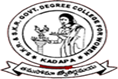 S.K.R. & S.K.R. GOVT. DEGREE COLLEGE FOR WOMEN
KADAPA